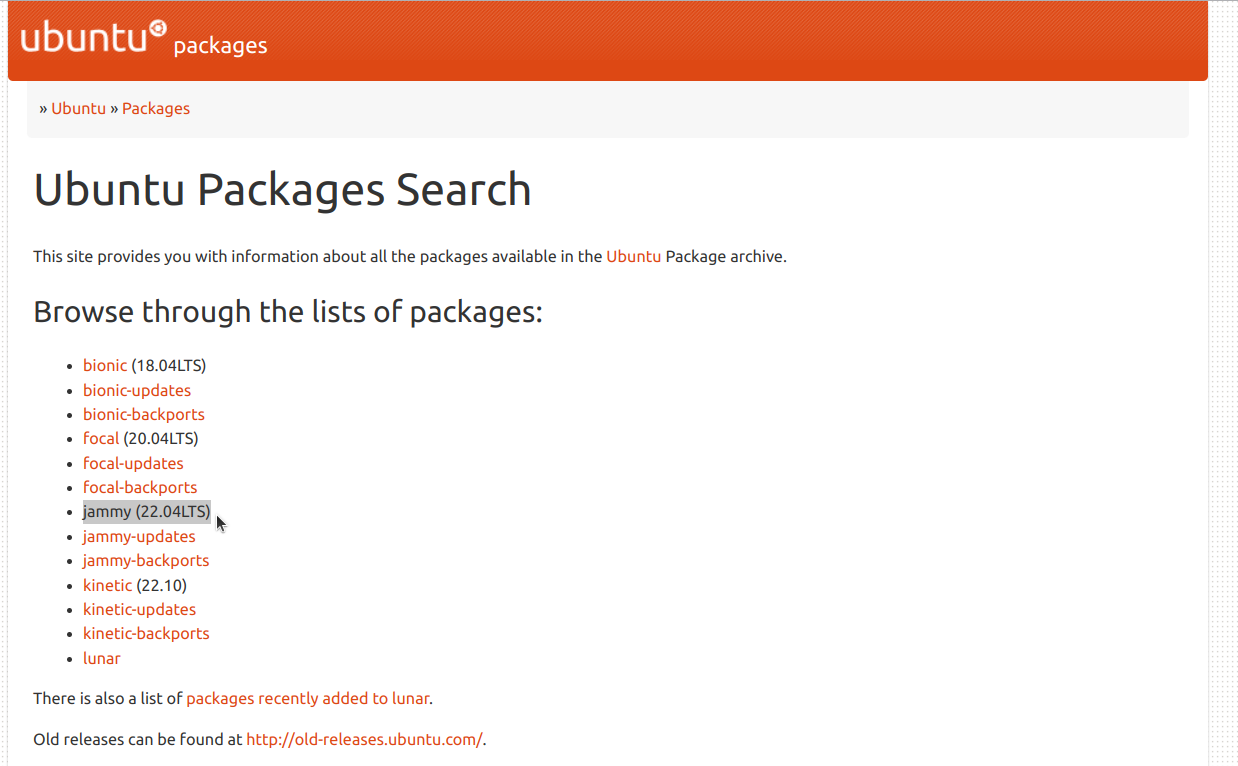 ubuntu packages
» Ubuntu » Packages
Ubuntu Packages Search
This site provides you with information about all the packages available in the Ubuntu Package archive.
Browse through the lists of packages:
• bionic (18.04LTS)
• bionic-updates
• bionic-backports
• focal (20.04LTS)
• focal-updates
• focal-backports
• jammy (22.04LTS)
• jammy-updates
• jammy-backports
• kinetic (22.10)
• kinetic-updates
• kinetic-backports
• lunar
There is also a list of packages recently added to lunar.
Old releases can be found at http://old-releases.ubuntu.com/.